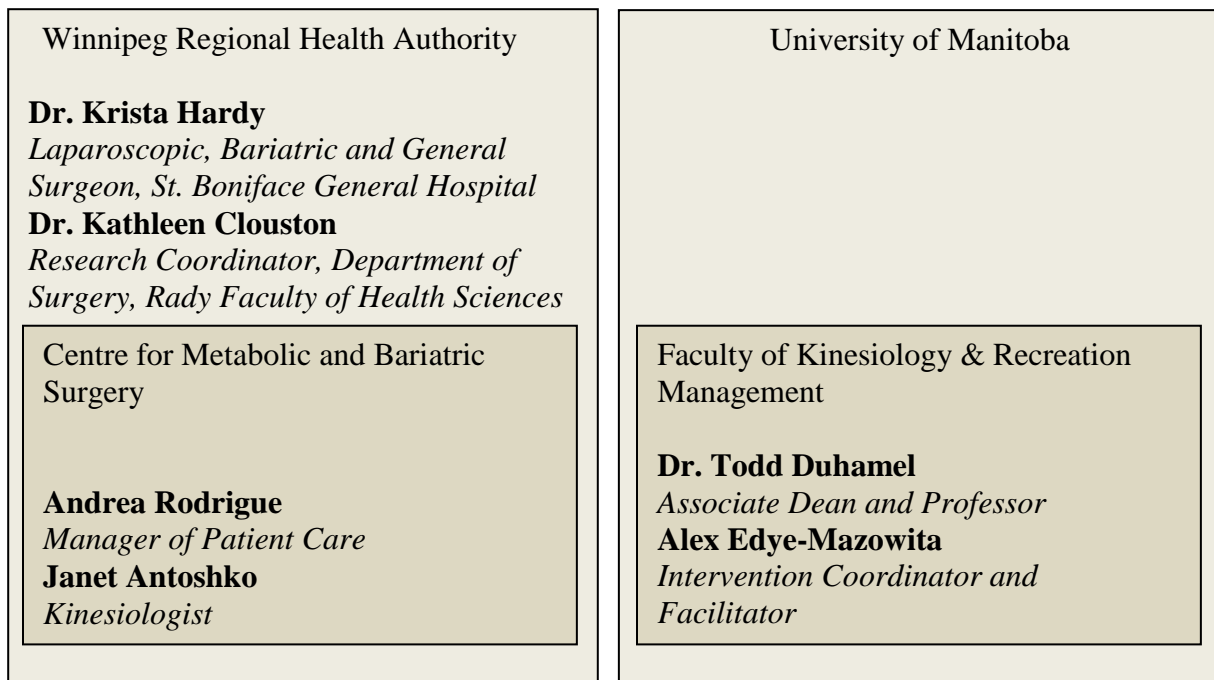 Winnipeg Regional Health Authority
Dr. Krista Hardy
Laparoscopic, Bariatric and General
Surgeon, St. Boniface General Hospital
Dr. Kathleen Clouston
Research Coordinator, Department of
Surgery, Rady Faculty of Health Sciences
Centre for Metabolic and Bariatric
Surgery
Andrea Rodrigue
Manager of Patient Care
Janet Antoshko
Kinesiologist
University of Manitoba
Faculty of Kinesiology & Recreation
Management
Dr. Todd Duhamel
Associate Dean and Professor
Alex Edye-Mazowita
Intervention Coordinator and
Facilitator